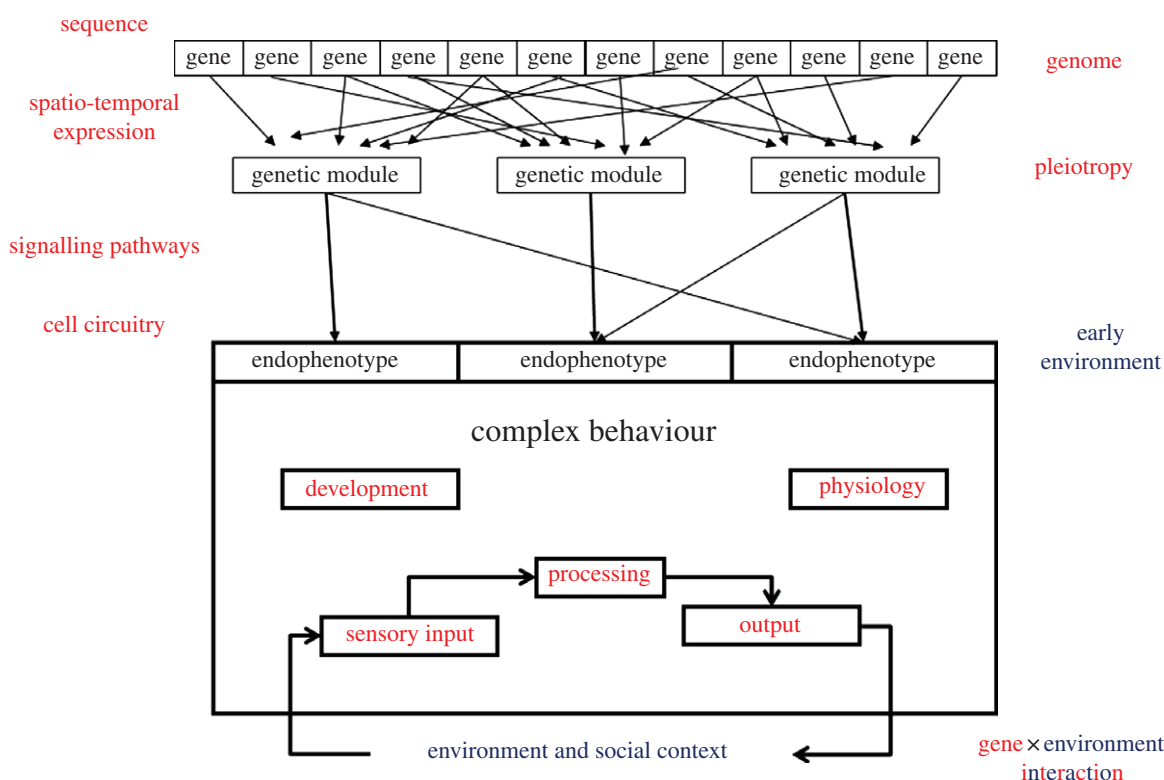 sequence
gene gene gene gene gene gene gene gene gene gene gene gene
genome
spatio-temporal
expression
genetic module genetic module genetic module
pleiotropy
signalling pathways
cell circuitry
early
environment
endophenotype endophenotype endophenotype
complex behaviour
development physiology
processing
sensory input output
environment and social context
gene × environment
interaction